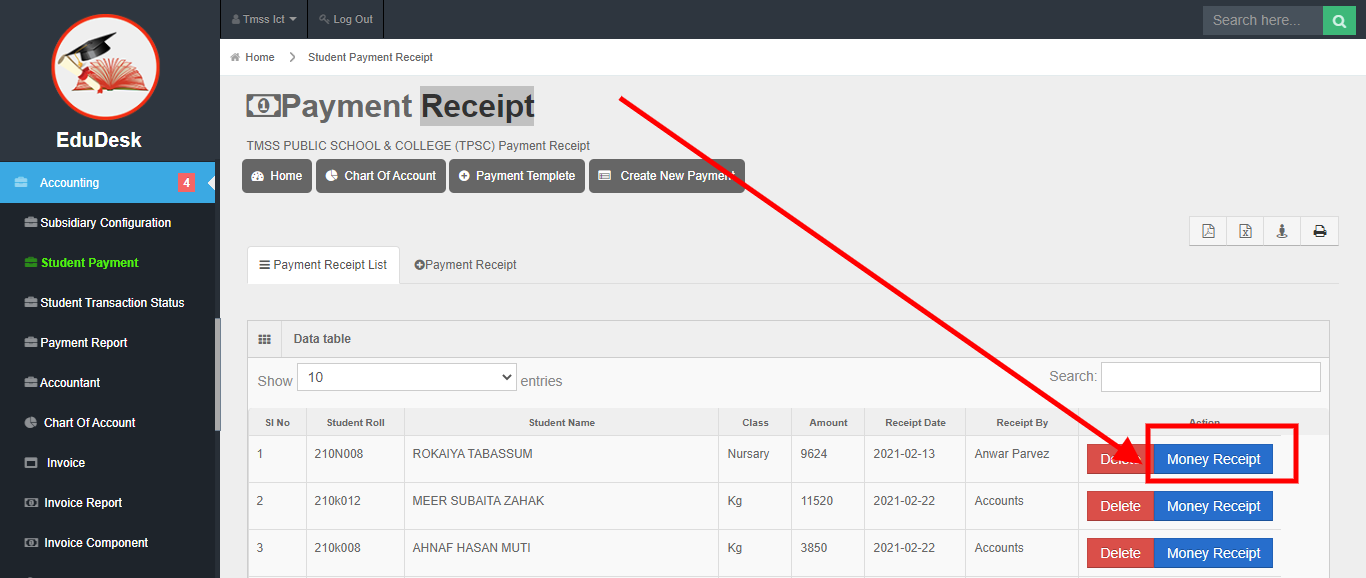 Tmss Ict
Log Out
Search here...
EduDesk
Home
Student Payment Receipt
Payment Receipt
TMSS PUBLIC SCHOOL & COLLEGE (TPSC) Payment Receipt
Home
Chart Of Account
Payment Templete
Create New Payment
Accounting
4
Subsidiary Configuration
Student Payment
Student Transaction Status
Payment Report
Accountant
Chart Of Account
Invoice
Invoice Report
Invoice Component
Payment Receipt List
Payment Receipt
Data table
Show 10 entries
Search:
Sl No Student Roll Student Name Class Amount Receipt Date Receipt By Action
1 210N008 ROKAIYA TABASSUM Nursary 9624 2021-02-13 Anwar Parvez Delete Money Receipt
2 210k012 MEER SUBAITA ZAHAK Kg 11520 2021-02-22 Accounts Delete Money Receipt
3 210k008 AHNAF HASAN MUTI Kg 3850 2021-02-22 Accounts Delete Money Receipt